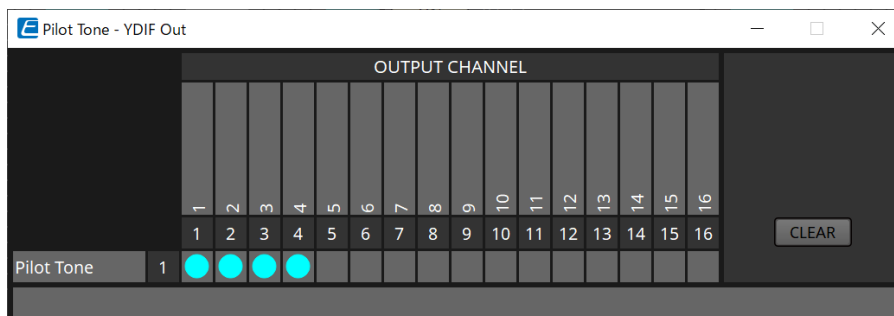 Pilot Tone - YDIF Out
OUTPUT CHANNEL
1 2 3 4 5 6 7 8 9 10 11 12 13 14 15 16
1 2 3 4 5 6 7 8 9 10 11 12 13 14 15 16
CLEAR
Pilot Tone 1